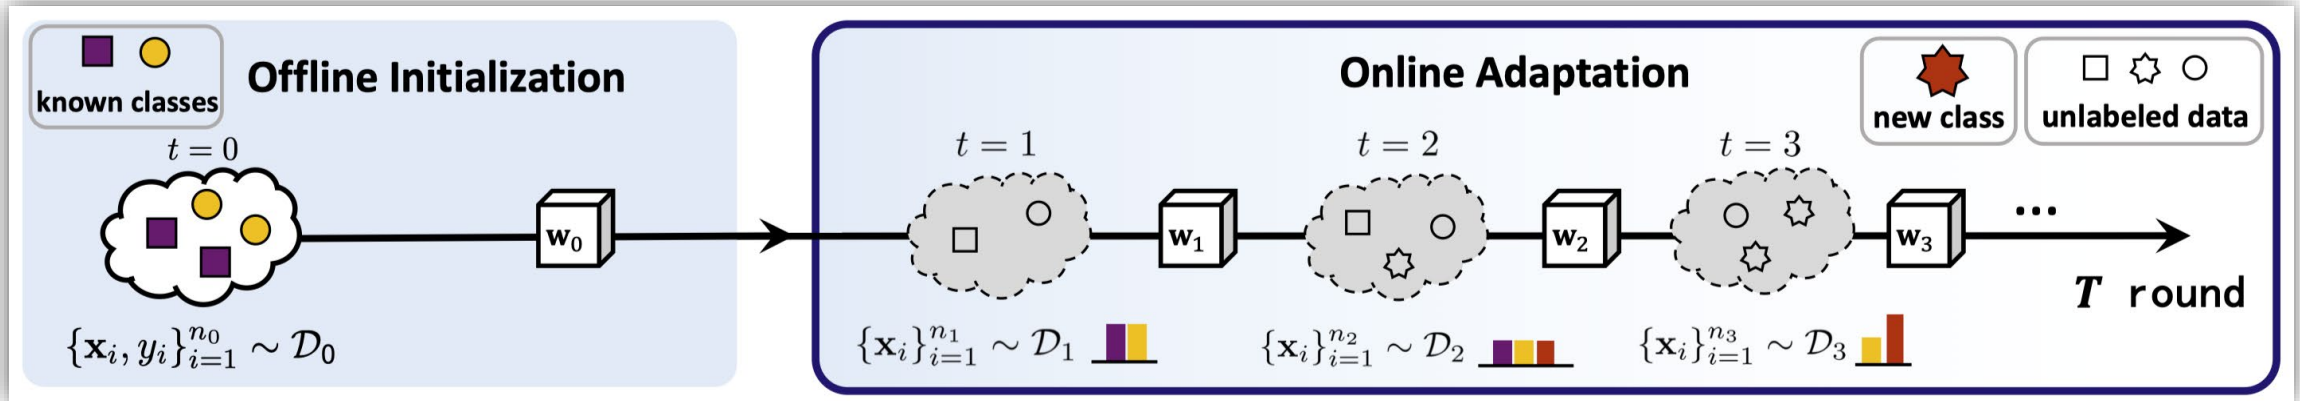 known classes
Offline Initialization
t = 0
w₀
{xᵢ, yᵢ}ⁿ⁰ᵢ₌₁ ∼ 𝒟₀
Online Adaptation
new class
unlabeled data
t = 1
t = 2
t = 3
w₁
w₂
w₃
...
T round
{xᵢ}ⁿ¹ᵢ₌₁ ∼ 𝒟₁
{xᵢ}ⁿ²ᵢ₌₁ ∼ 𝒟₂
{xᵢ}ⁿ³ᵢ₌₁ ∼ 𝒟₃